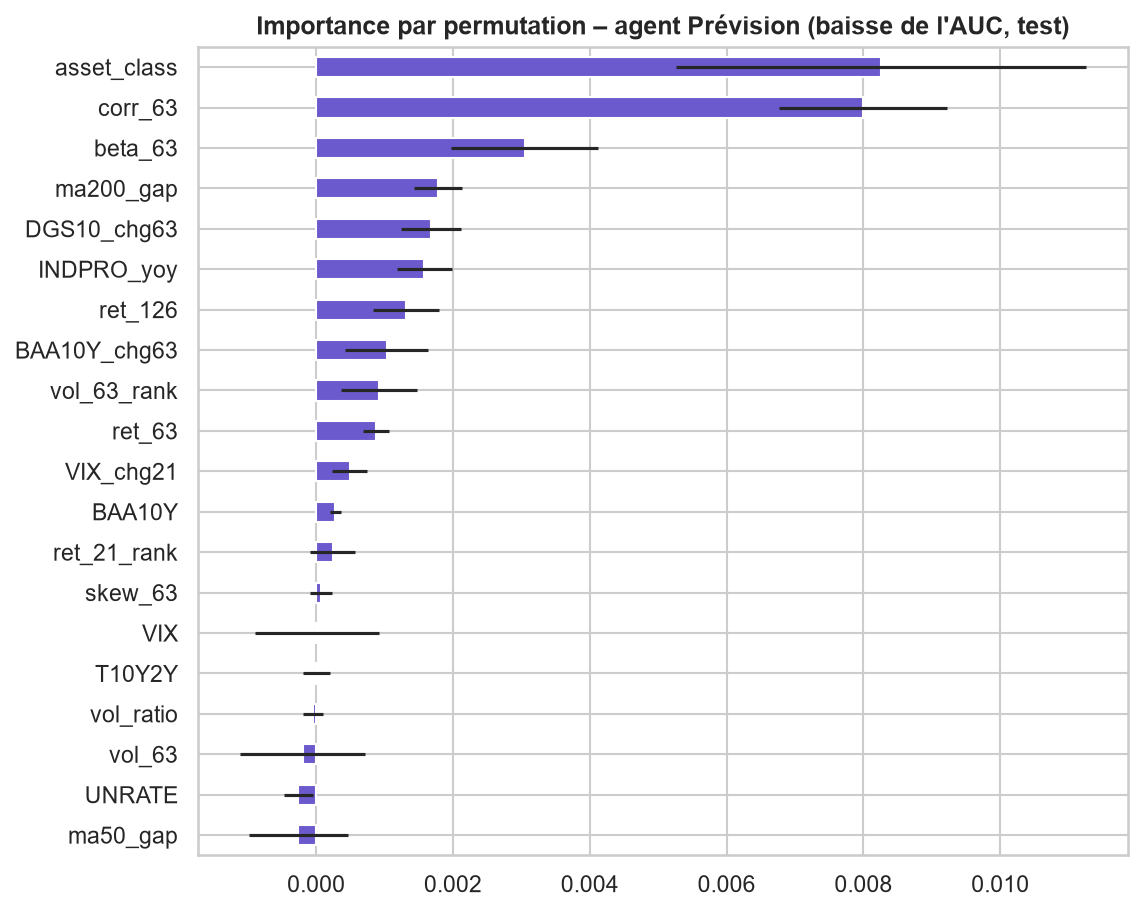 Importance par permutation – agent Prévision (baisse de l'AUC, test)
asset_class
corr_63
beta_63
ma200_gap
DGS10_chg63
INDPRO_yoy
ret_126
BAA10Y_chg63
vol_63_rank
ret_63
VIX_chg21
BAA10Y
ret_21_rank
skew_63
VIX
T10Y2Y
vol_ratio
vol_63
UNRATE
ma50_gap
0.000 0.002 0.004 0.006 0.008 0.010